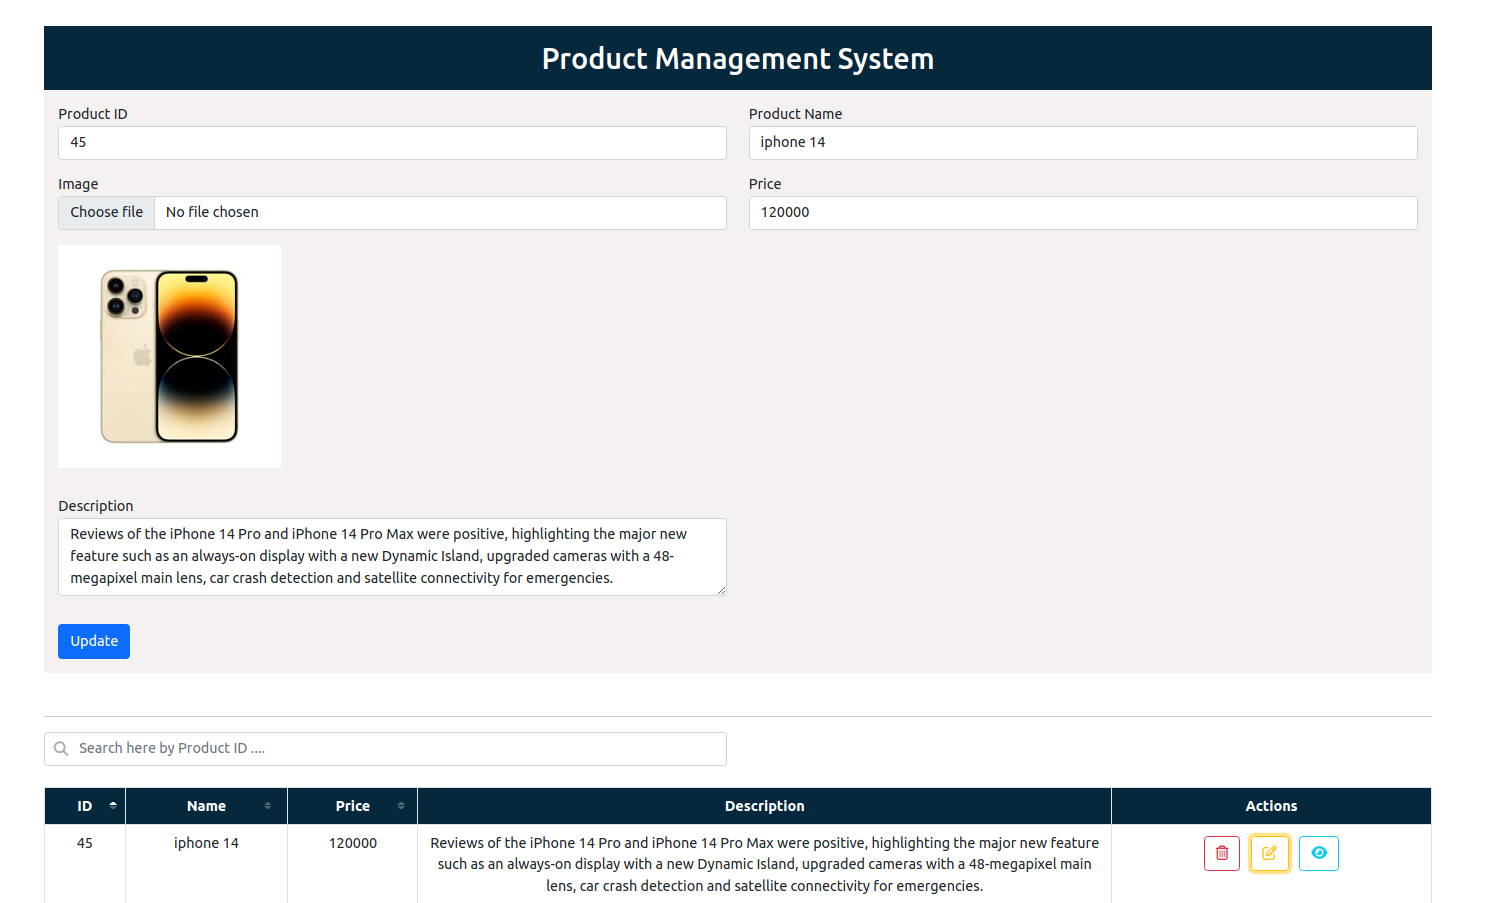 Product Management System
Product ID
Product Name
45
iphone 14
Image
Price
Choose file No file chosen
120000
Description
Reviews of the iPhone 14 Pro and iPhone 14 Pro Max were positive, highlighting the major new
feature such as an always-on display with a new Dynamic Island, upgraded cameras with a 48-
megapixel main lens, car crash detection and satellite connectivity for emergencies.
Update
Search here by Product ID ....
ID Name Price Description Actions
45 iphone 14 120000 Reviews of the iPhone 14 Pro and iPhone 14 Pro Max were positive, highlighting the major new feature
such as an always-on display with a new Dynamic Island, upgraded cameras with a 48-megapixel main
lens, car crash detection and satellite connectivity for emergencies.